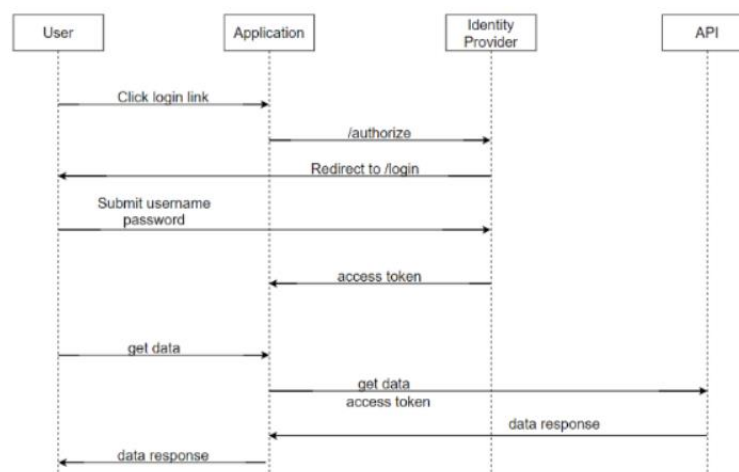 User
Application
Identity
Provider
API
Click login link
/authorize
Redirect to /login
Submit username
password
access token
get data
get data
access token
data response
data response